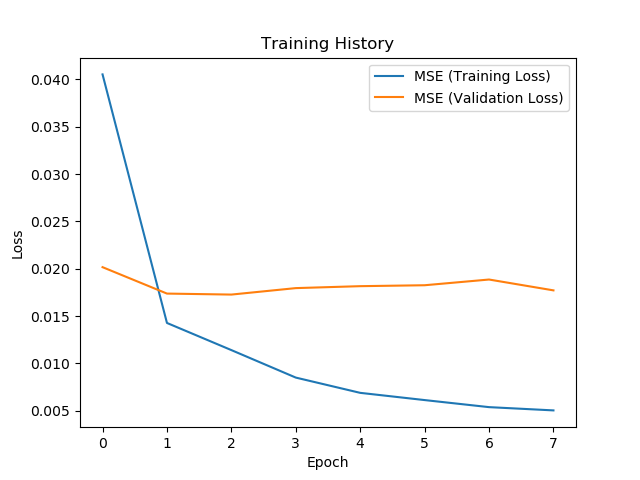 Training History
MSE (Training Loss)
MSE (Validation Loss)
Loss
0.040
0.035
0.030
0.025
0.020
0.015
0.010
0.005
0 1 2 3 4 5 6 7
Epoch